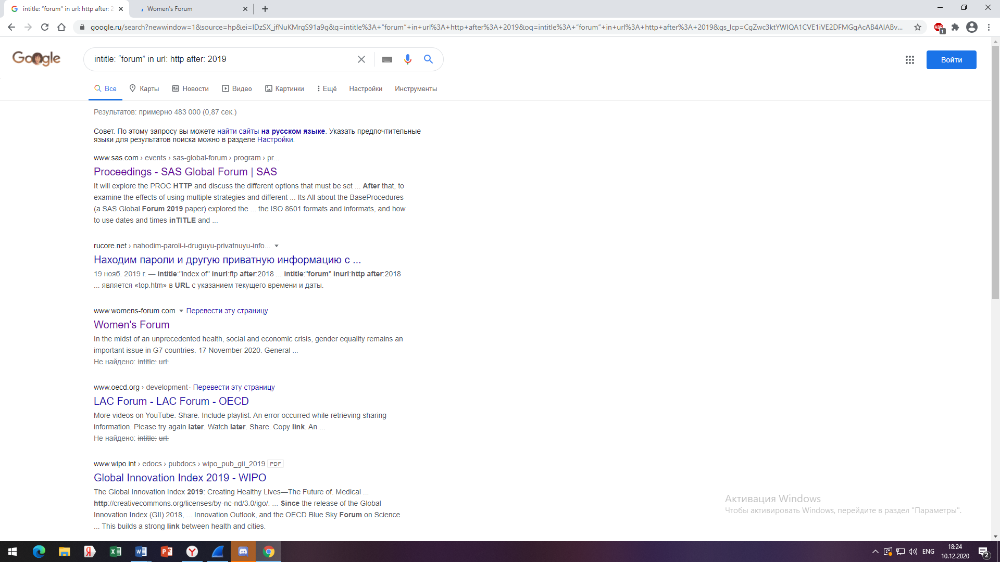 intitle: “forum” in url: http after: 2
Women's Forum
google.ru/search?newwindow=1&source=hp&ei=IDzSX_jfNuKMrgS91a9g&q=intitle%3A+“forum”+in+url%3A+http+after%3A+2019&oq=intitle%3A+“forum”+in+url%3A+http+after%3A+2019&gs_lcp=CgZwc3ktYWIQA1CVE1iVE2DFMGgAcAB4AIABv...
ABP
1
Google
intitle: “forum” in url: http after: 2019
Войти
Все
Карты
Новости
Видео
Картинки
Ещё
Настройки
Инструменты
Результатов: примерно 483 000 (0,87 сек.)
Совет. По этому запросу вы можете найти сайты на русском языке. Указать предпочтительные
языки для результатов поиска можно в разделе Настройки.
www.sas.com › events › sas-global-forum › program › pr...
Proceedings - SAS Global Forum | SAS
It will explore the PROC HTTP and discuss the different options that must be set ... After that, to
examine the effects of using multiple strategies and different ... Its All about the BaseProcedures
(a SAS Global Forum 2019 paper) explored the ... the ISO 8601 formats and informats, and how
to use dates and times inTITLE and ...
rucore.net › nahodim-paroli-i-druguyu-privatnuyu-info...
Находим пароли и другую приватную информацию с ...
19 нояб. 2019 г. — intitle:"index of" inurl:ftp after:2018 ... intitle:"forum" inurl:http after:2018
... является «top.htm» в URL с указанием текущего времени и даты.
www.womens-forum.com Перевести эту страницу
Women's Forum
In the midst of an unprecedented health, social and economic crisis, gender equality remains an
important issue in G7 countries. 17 November 2020. General ...
Не найдено: intitle: url:
www.oecd.org › development · Перевести эту страницу
LAC Forum - LAC Forum - OECD
More videos on YouTube. Share. Include playlist. An error occurred while retrieving sharing
information. Please try again later. Watch later. Share. Copy link. An ...
Не найдено: intitle: url:
www.wipo.int › edocs › pubdocs › wipo_pub_gii_2019 PDF
Global Innovation Index 2019 - WIPO
The Global Innovation Index 2019: Creating Healthy Lives—The Future of. Medical ...
http://creativecommons.org/licenses/by-nc-nd/3.0/igo/. ... Since the release of the Global
Innovation Index (GII) 2018, ... Innovation Outlook, and the OECD Blue Sky Forum on Science
... This builds a strong link between health and cities.
Активация Windows
Чтобы активировать Windows, перейдите в раздел "Параметры".
ENG
18:24
10.12.2020
2